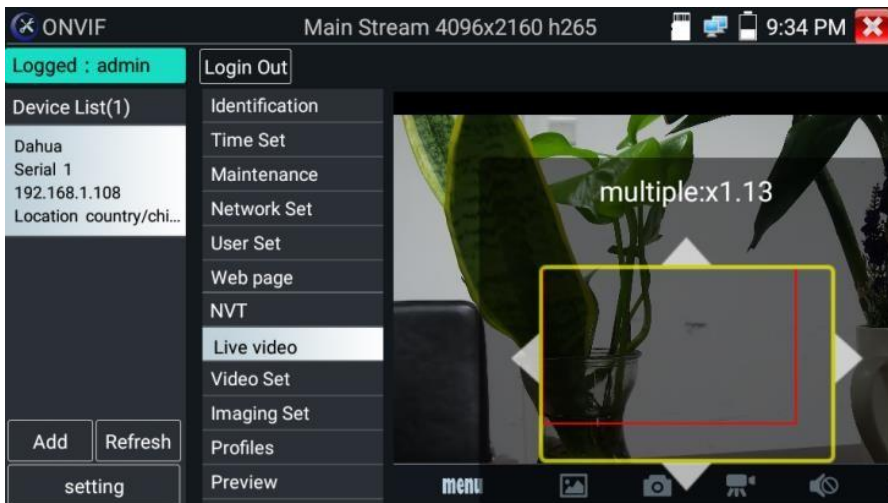 ONVIF
Main Stream 4096x2160 h265
9:34 PM
Logged : admin
Login Out
Device List(1)
Dahua
Serial 1
192.168.1.108
Location country/chi...
Add
Refresh
setting
Identification
Time Set
Maintenance
Network Set
User Set
Web page
NVT
Live video
Video Set
Imaging Set
Profiles
Preview
multiple:x1.13
menu